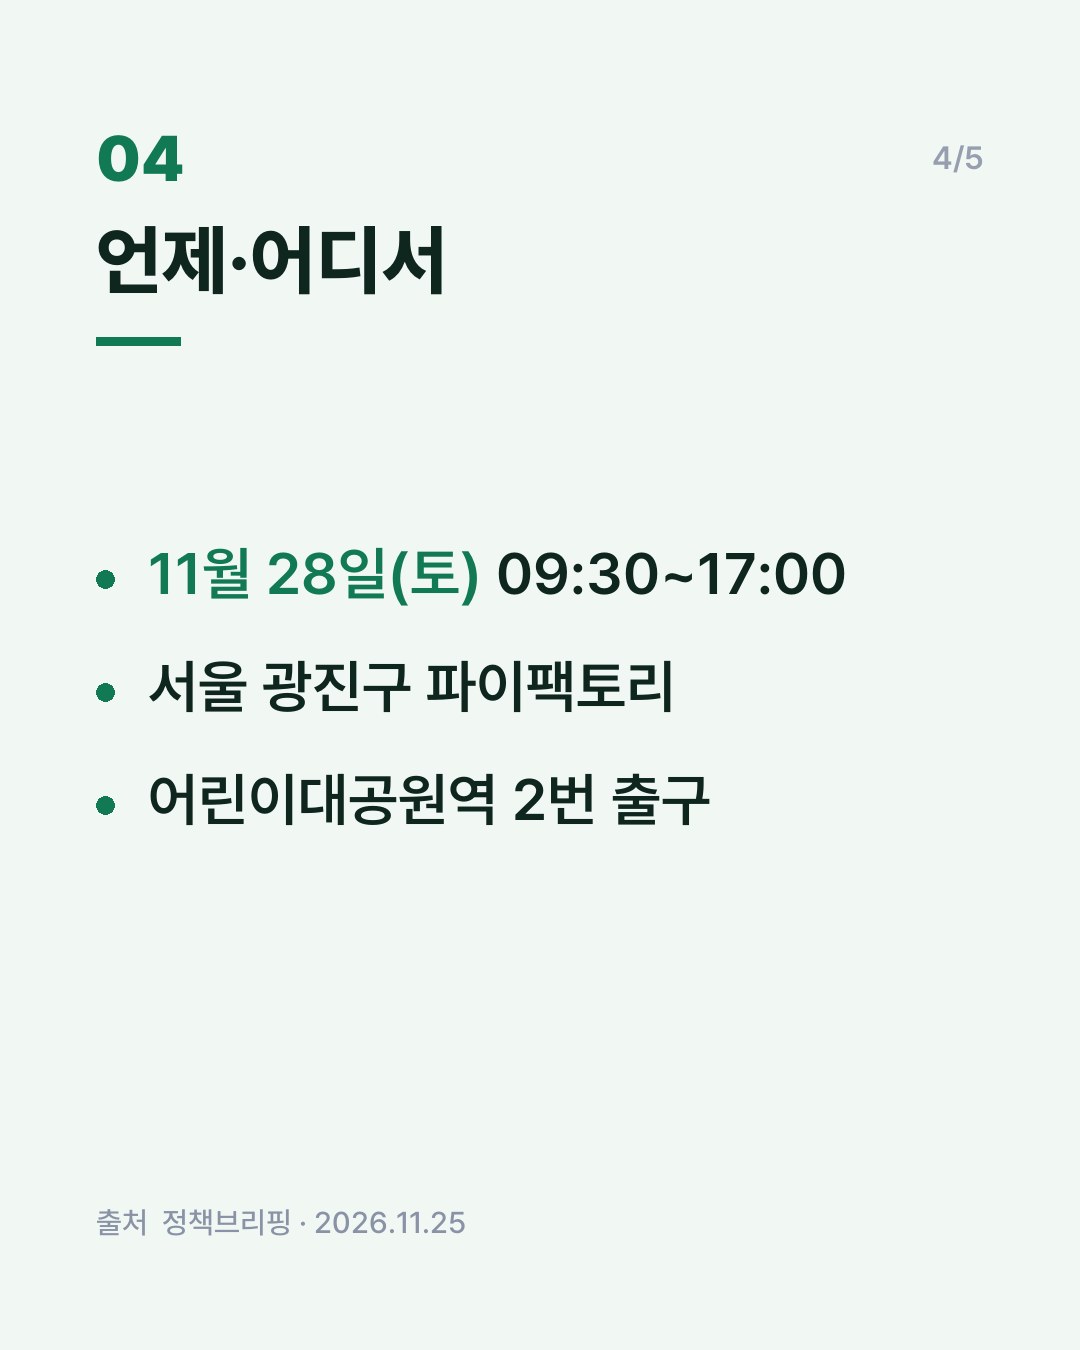 04
4/5
언제·어디서
• 11월 28일(토) 09:30~17:00
• 서울 광진구 파이팩토리
• 어린이대공원역 2번 출구
출처 정책브리핑 · 2026.11.25